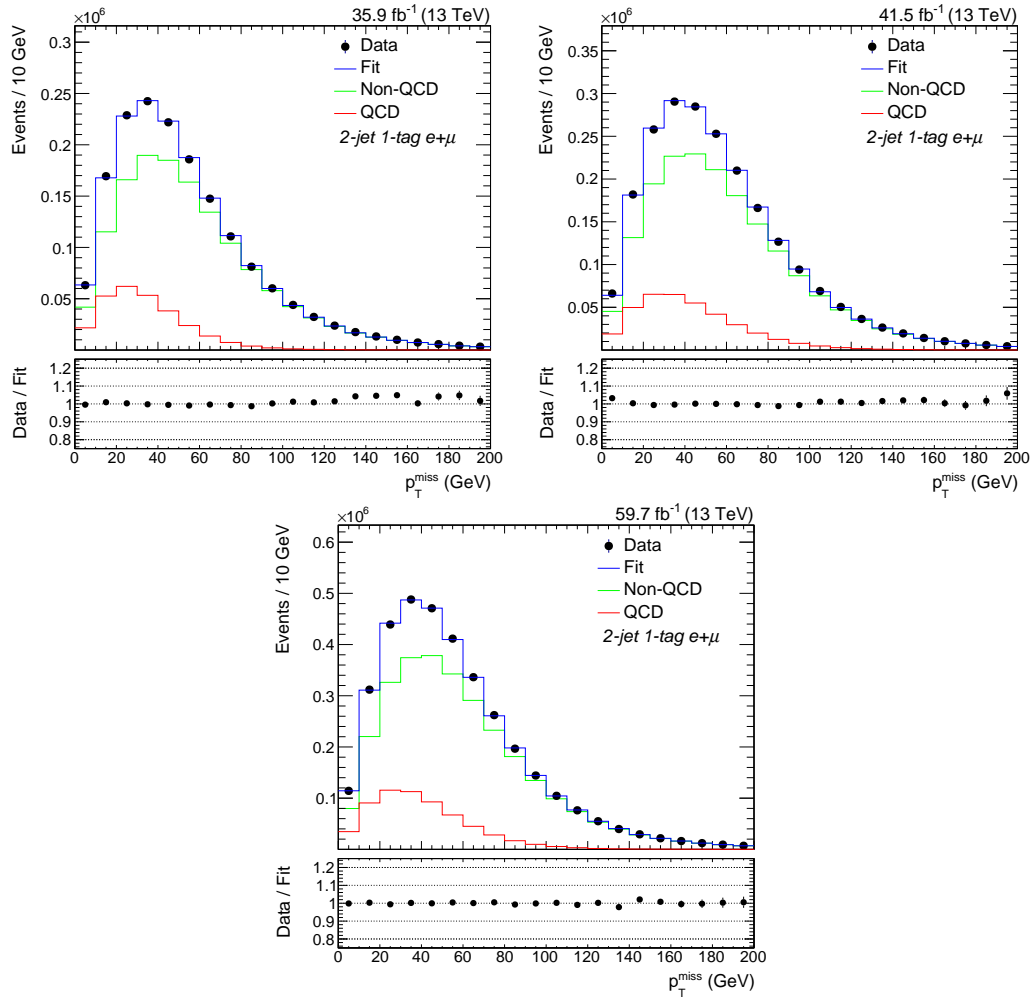 ×10⁶ 35.9 fb⁻¹ (13 TeV)
Events / 10 GeV
0.3
0.25
0.2
0.15
0.1
0.05
Data
Fit
Non-QCD
QCD
2-jet 1-tag e+μ
Data / Fit
1.2
1.1
1
0.9
0.8
0 20 40 60 80 100 120 140 160 180 200
p_T^miss (GeV)
×10⁶ 41.5 fb⁻¹ (13 TeV)
Events / 10 GeV
0.35
0.3
0.25
0.2
0.15
0.1
0.05
Data
Fit
Non-QCD
QCD
2-jet 1-tag e+μ
Data / Fit
1.2
1.1
1
0.9
0.8
0 20 40 60 80 100 120 140 160 180 200
p_T^miss (GeV)
×10⁶ 59.7 fb⁻¹ (13 TeV)
Events / 10 GeV
0.6
0.5
0.4
0.3
0.2
0.1
Data
Fit
Non-QCD
QCD
2-jet 1-tag e+μ
Data / Fit
1.2
1.1
1
0.9
0.8
0 20 40 60 80 100 120 140 160 180 200
p_T^miss (GeV)